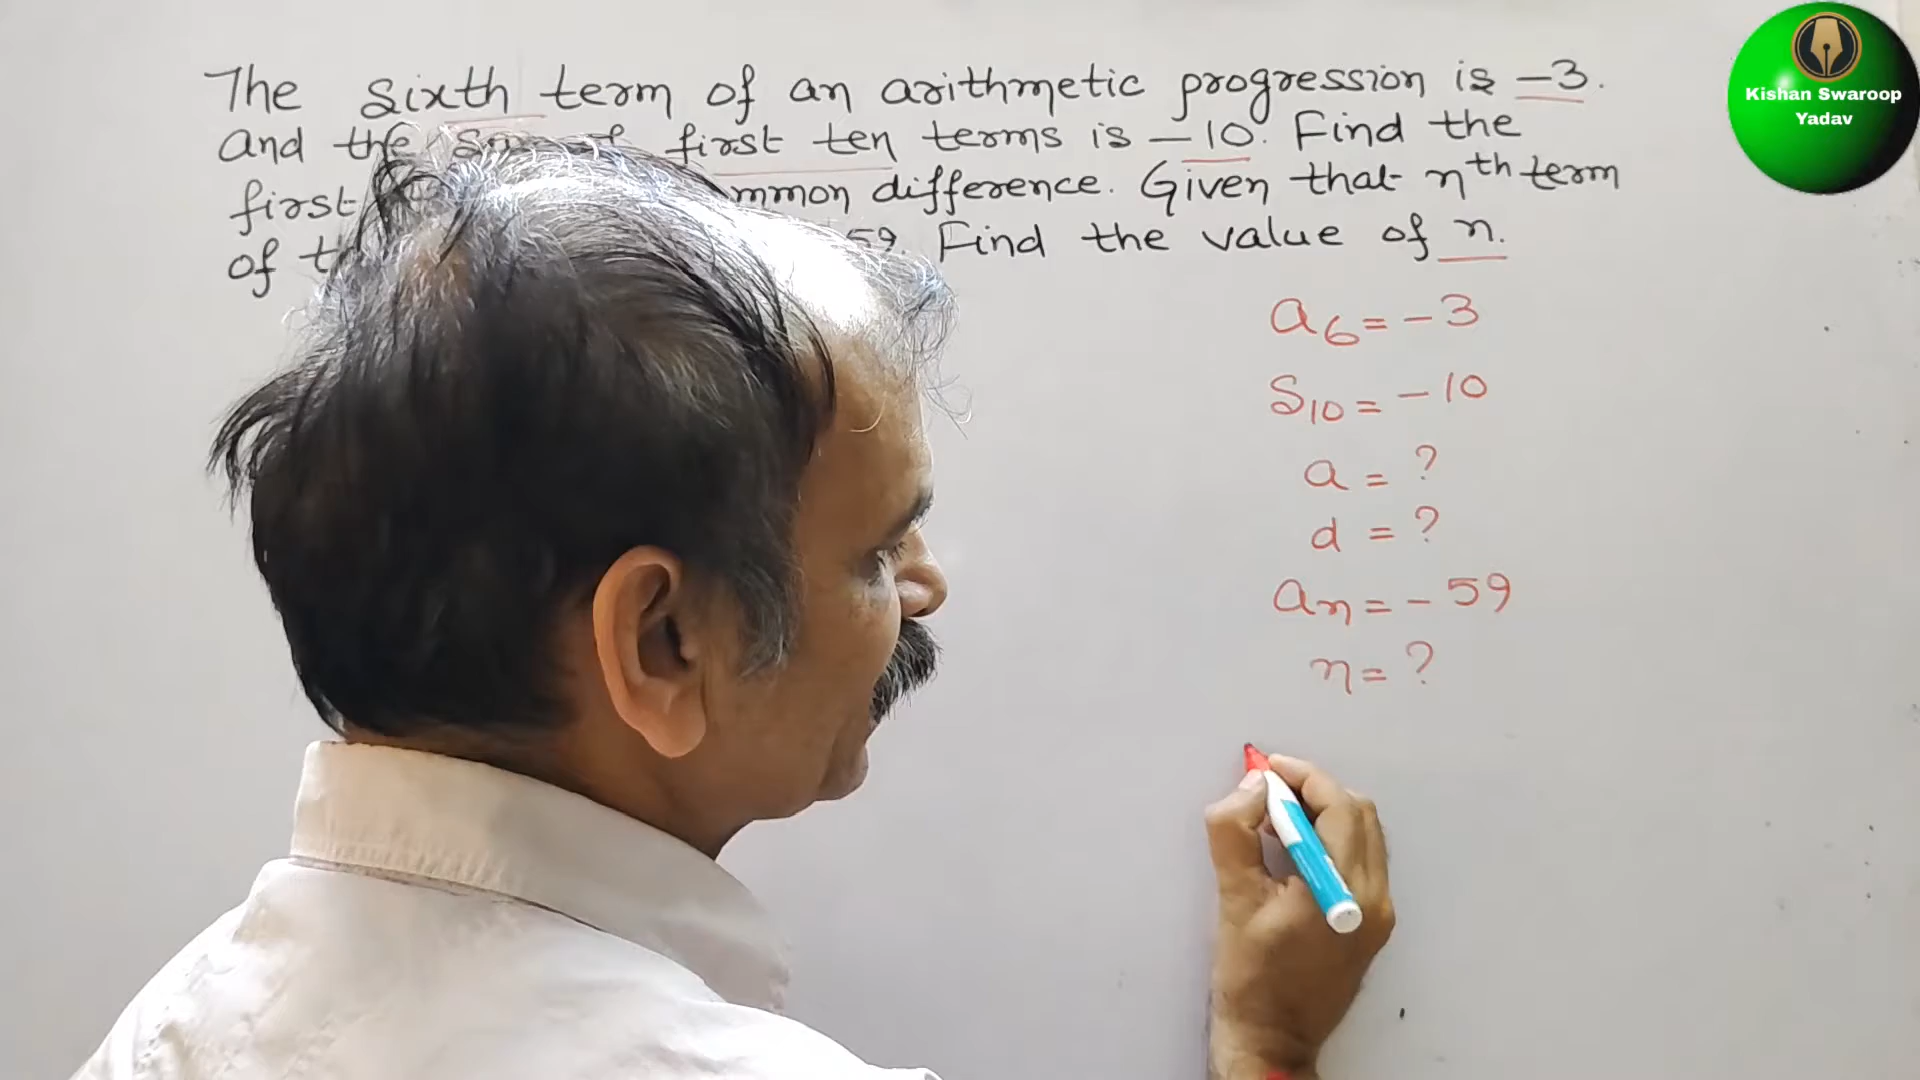 The sixth term of an arithmetic progression is -3.
And the first ten terms is -10. Find the
first difference. Given that nth term
of 59. Find the value of n.
a6 = -3
S10 = -10
a = ?
d = ?
an = -59
n = ?
Kishan Swaroop
Yadav